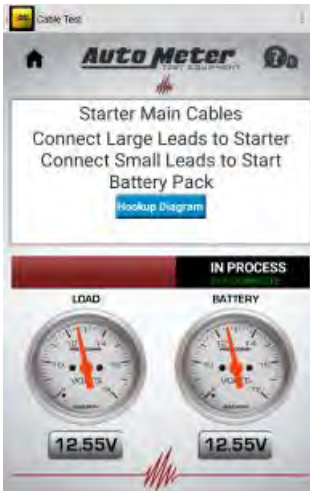 Cable Test
Auto Meter
TEST EQUIPMENT
Starter Main Cables
Connect Large Leads to Starter
Connect Small Leads to Start
Battery Pack
Hookup Diagram
IN PROCESS
LOAD BATTERY
VOLTS VOLTS
12.55V 12.55V